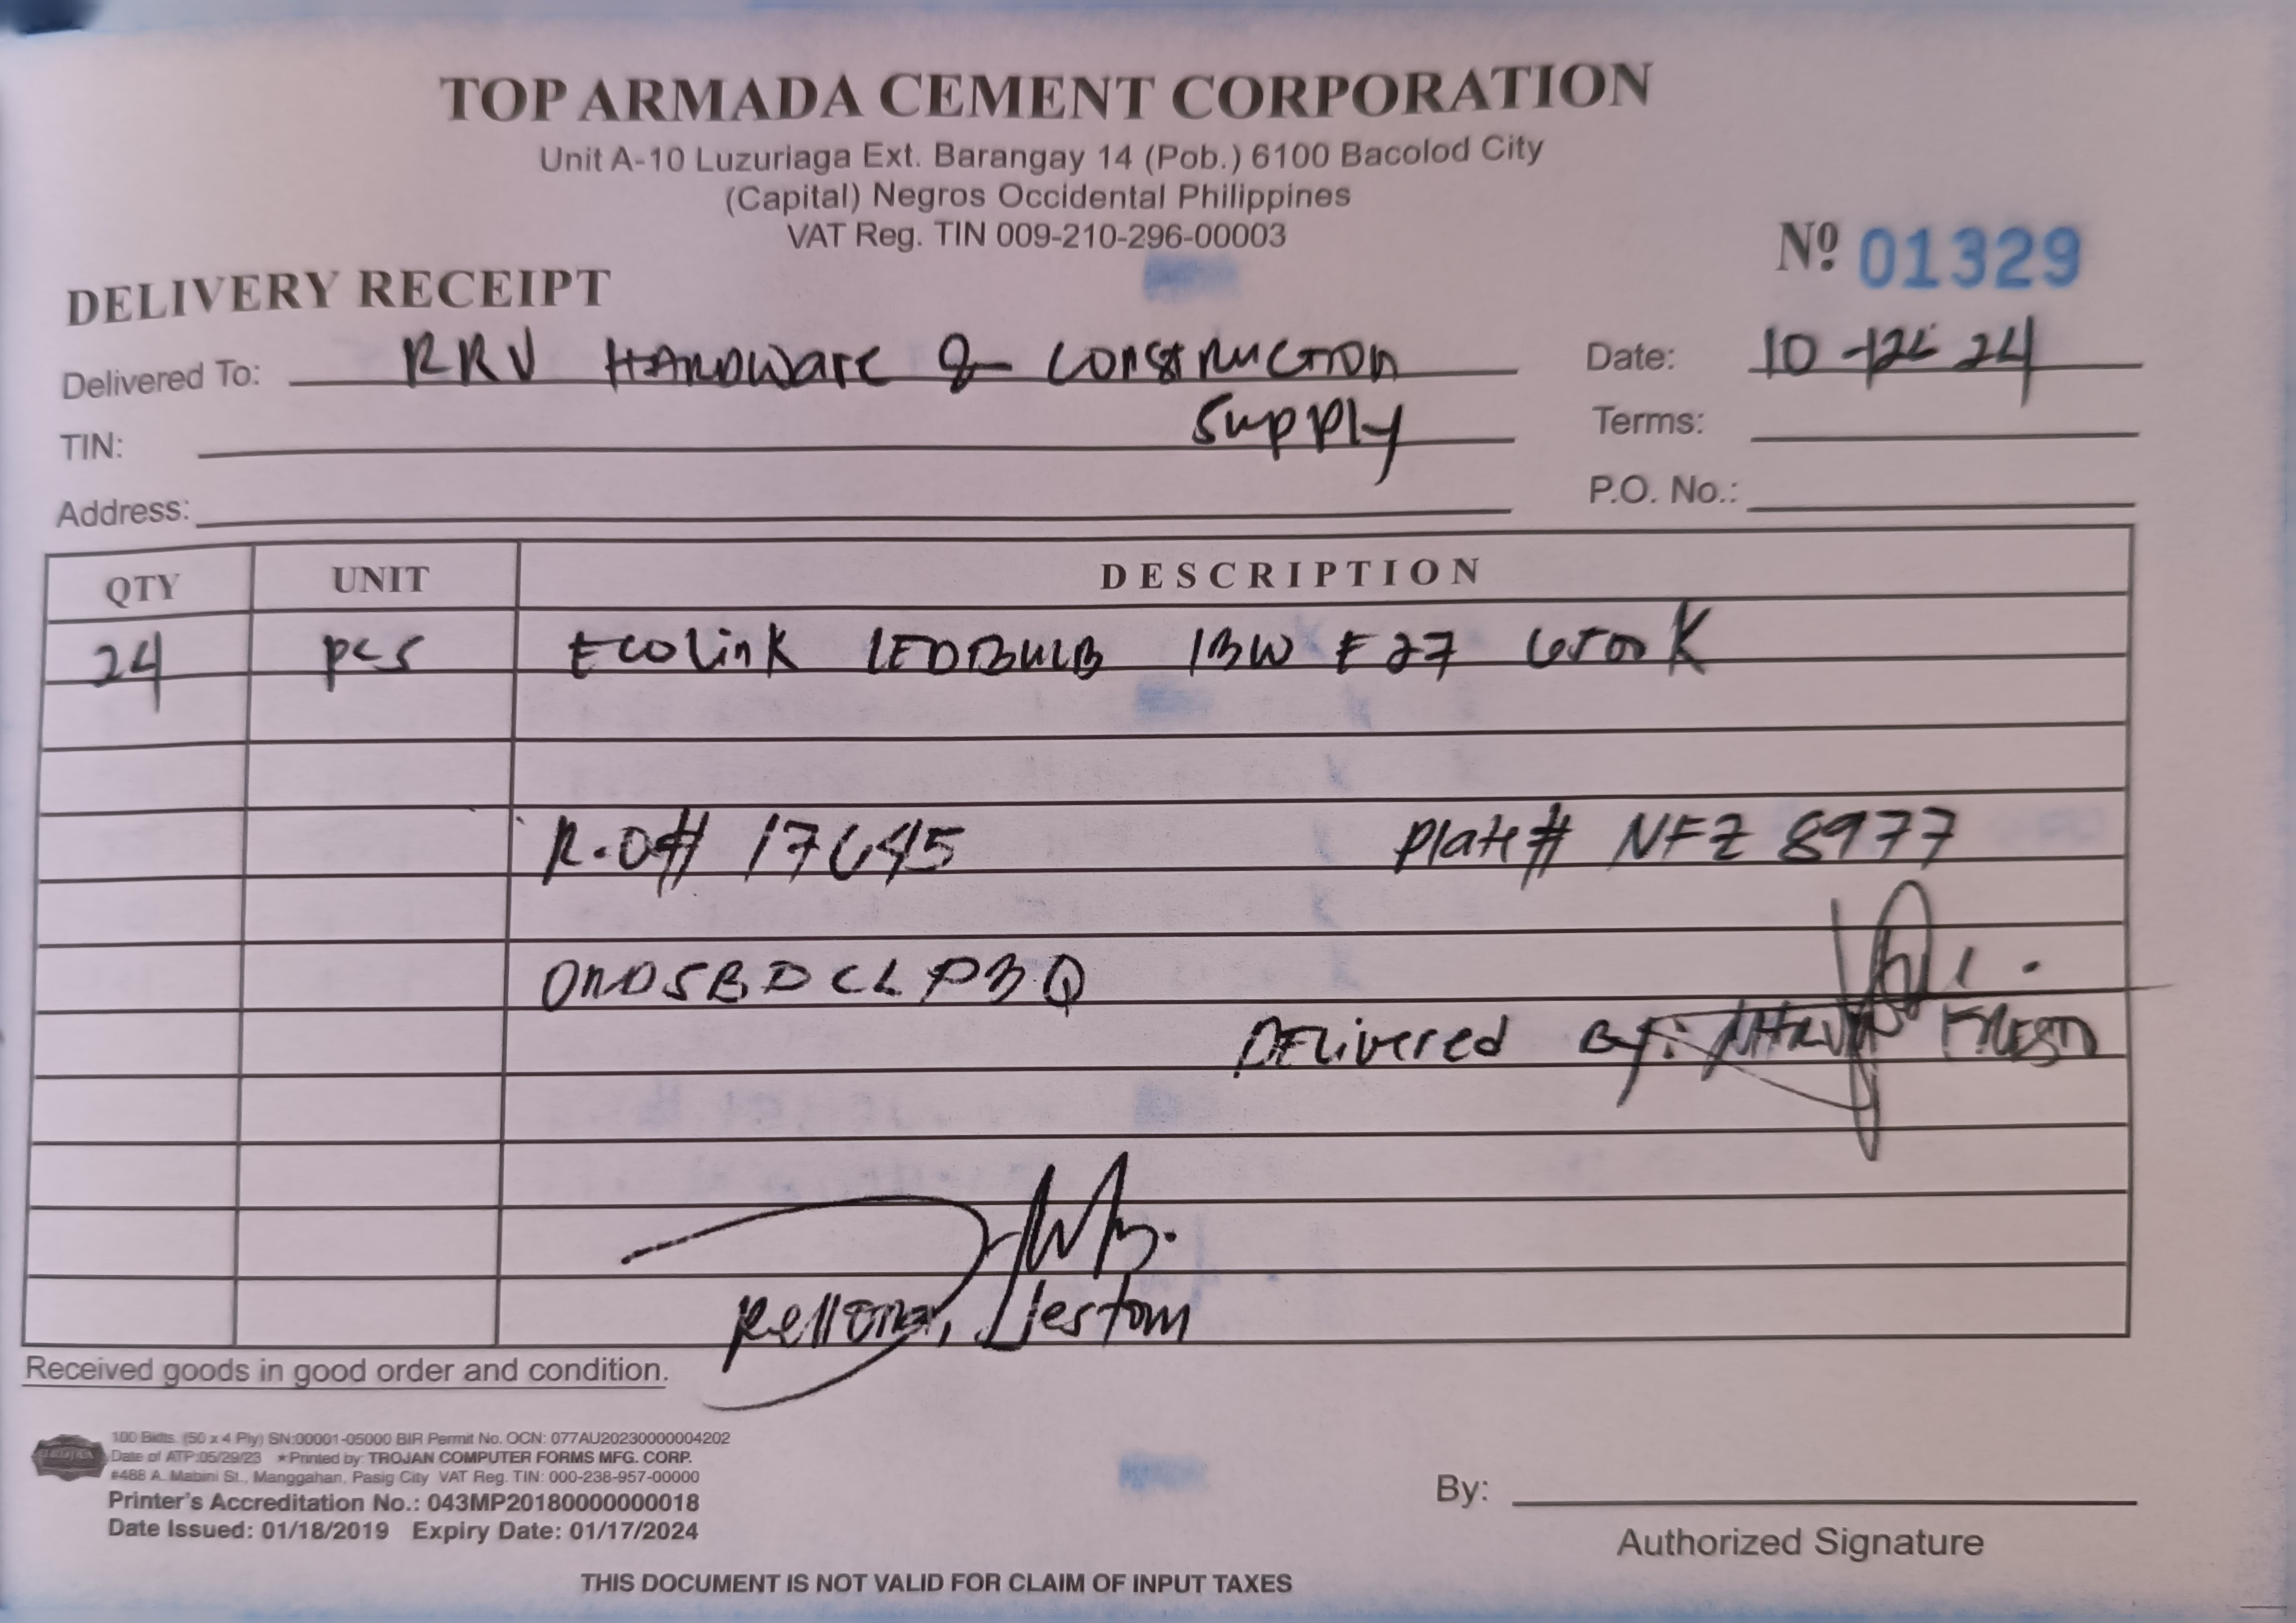 TOP ARMADA CEMENT CORPORATION
Unit A-10 Luzuriaga Ext. Barangay 14 (Pob.) 6100 Bacolod City
(Capital) Negros Occidental Philippines
VAT Reg. TIN 009-210-296-00003
Nº 01329
DELIVERY RECEIPT
Delivered To: RRV Hardware & Construction Date: 10 24
Supply
TIN: Terms:
Address: P.O. No.:
QTY UNIT DESCRIPTION
24 pcs Ecolink LEDBULB 13W E27 6500K
R.O# 17645 Plate# NFZ 8977
Delivered By:
Jestom
Received goods in good order and condition.
100 Bklts. (50 x 4 Ply) SN:00001-05000 BIR Permit No. OCN: 077AU20230000004202
Date of ATP:05/29/23 ★Printed by: TROJAN COMPUTER FORMS MFG. CORP.
#488 A. Mabini St., Manggahan, Pasig City VAT Reg. TIN: 000-238-957-00000
Printer's Accreditation No.: 043MP20180000000018
Date Issued: 01/18/2019 Expiry Date: 01/17/2024
By:
Authorized Signature
THIS DOCUMENT IS NOT VALID FOR CLAIM OF INPUT TAXES